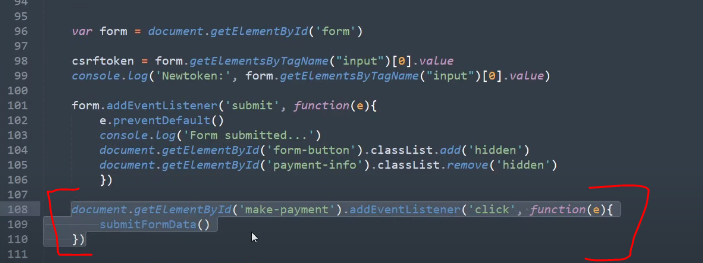 94
95
96 var form = document.getElementById('form')
97
98 csrftoken = form.getElementsByTagName("input")[0].value
99 console.log('Newtoken:', form.getElementsByTagName("input")[0].value)
100
101 form.addEventListener('submit', function(e){
102 e.preventDefault()
103 console.log('Form submitted...')
104 document.getElementById('form-button').classList.add('hidden')
105 document.getElementById('payment-info').classList.remove('hidden')
106 })
107
108 document.getElementById('make-payment').addEventListener('click', function(e){
109 submitFormData()
110 })
111